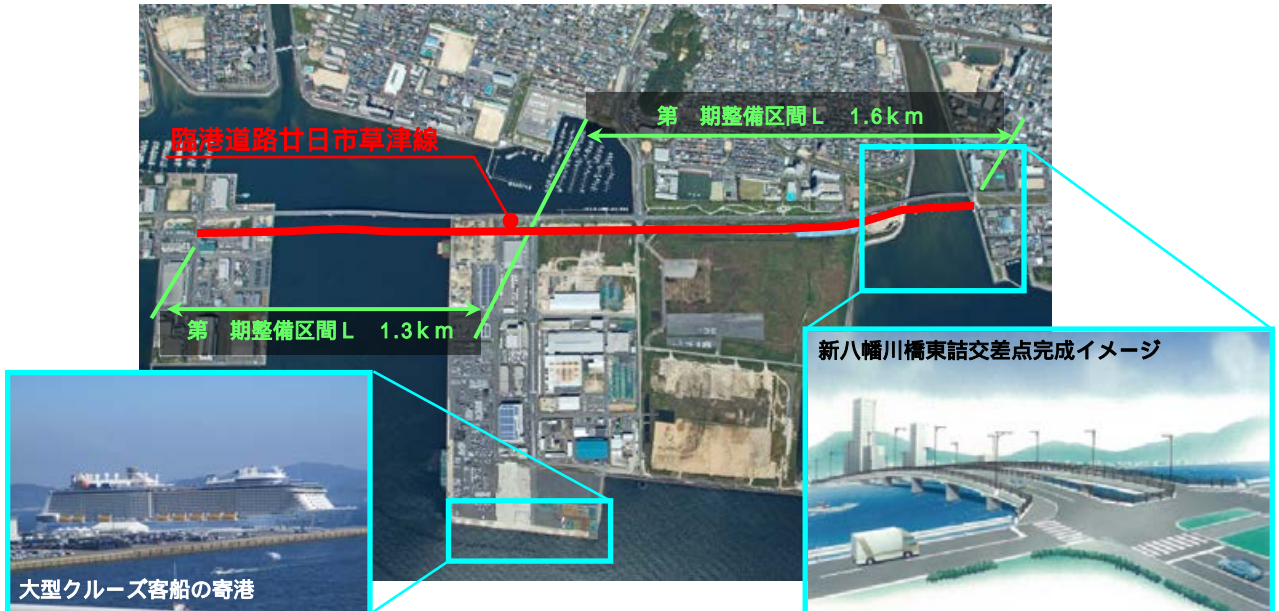 第　期整備区間Ｌ　1.6ｋｍ
臨港道路廿日市草津線
第　期整備区間Ｌ　1.3ｋｍ
新八幡川橋東詰交差点完成イメージ
大型クルーズ客船の寄港